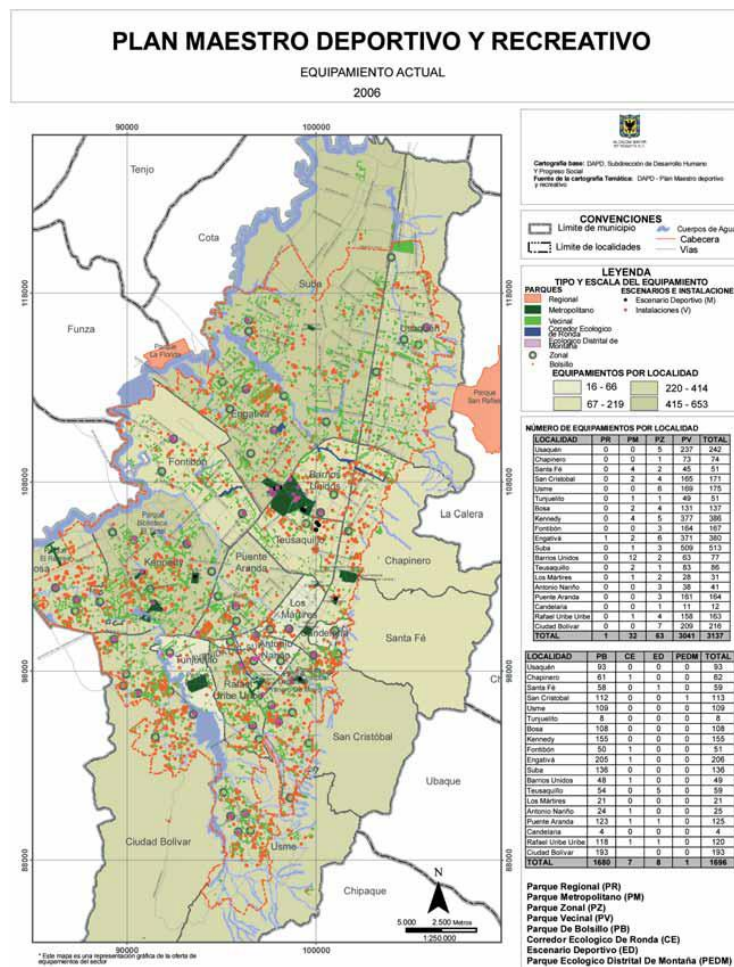 PLAN MAESTRO DEPORTIVO Y RECREATIVO
EQUIPAMIENTO ACTUAL
2006
90000
100000
Tenjo
Cota
Funza
Suba
Usaquén
Parque
La Florida
Parque
San Rafael
Engativa
Fontibón
Barrios
Unidos
La Calera
Parque
Biblioteca
El Tintal
Teusaquillo
Chapinero
Puente
Aranda
Kennedy
Los
Mártires
Candelaria
Santa Fé
Antonio
Nariño
Tunjuelito
Rafael
Uribe Uribe
San Cristóbal
Ubaque
Ciudad Bolivar
Usme
Chipaque
118000
108000
98000
88000
N
5.000 2.500 Metros
1:250.000
90000
100000
* Este mapa es una representación gráfica de la oferta de
equipamentos del sector
Cartografía base: DAPD, Subdirección de Desarrollo Humano
Y Progreso Social
Fuente de la cartografía Temática: DAPD - Plan Maestro deportivo
y recreativo
CONVENCIONES
Límite de municipio
Cuerpos de Agua
Límite de localidades
Cabecera
Vías
LEYENDA
TIPO Y ESCALA DEL EQUIPAMIENTO
PARQUES
Regional
Metropolitano
Vecinal
Corredor Ecologico
de Ronda
Ecologico Distrital de
Montaña
Zonal
Bolsillo
ESCENARIOS E INSTALACIONE
Escenario Deportivo (M)
Instalaciones (V)
EQUIPAMIENTOS POR LOCALIDAD
16 - 66
220 - 414
67 - 219
415 - 653
NÚMERO DE EQUIPAMIENTOS POR LOCALIDAD
LOCALIDAD PR PM PZ PV TOTAL
Usaquén 0 0 5 237 242
Chapinero 0 0 1 73 74
Santa Fé 0 4 2 45 51
San Cristobal 0 2 4 165 171
Usme 0 0 6 169 175
Tunjuelito 0 1 1 49 51
Bosa 0 2 4 131 137
Kennedy 0 4 5 377 386
Fontibón 0 0 3 164 167
Engativá 1 2 6 371 380
Suba 0 1 3 509 513
Barrios Unidos 0 12 2 63 77
Teusaquillo 0 2 1 83 86
Los Mártires 0 1 2 28 31
Antonio Nariño 0 0 3 38 41
Puente Aranda 0 0 3 161 164
Candelaria 0 0 1 11 12
Rafael Uribe Uribe 0 1 4 158 163
Ciudad Bolívar 0 0 7 209 216
TOTAL 1 32 63 3041 3137
LOCALIDAD PB CE ED PEDM TOTAL
Usaquén 93 0 0 0 93
Chapinero 61 1 0 0 62
Santa Fé 58 0 1 0 59
San Cristobal 112 0 0 1 113
Usme 109 0 0 0 109
Tunjuelito 8 0 0 0 8
Bosa 108 0 0 0 108
Kennedy 155 0 0 0 155
Fontibón 50 1 0 0 51
Engativá 205 1 0 0 206
Suba 136 0 0 0 136
Barrios Unidos 48 1 0 0 49
Teusaquillo 54 0 5 0 59
Los Mártires 21 0 0 0 21
Antonio Nariño 24 1 0 0 25
Puente Aranda 123 1 1 0 125
Candelaria 4 0 0 0 4
Rafael Uribe Uribe 118 1 1 0 120
Ciudad Bolívar 193 0 0 193
TOTAL 1680 7 8 1 1696
Parque Regional (PR)
Parque Metropolitano (PM)
Parque Zonal (PZ)
Parque Vecinal (PV)
Parque De Bolsillo (PB)
Corredor Ecologico De Ronda (CE)
Escenario Deportivo (ED)
Parque Ecologico Distrital De Montaña (PEDM)